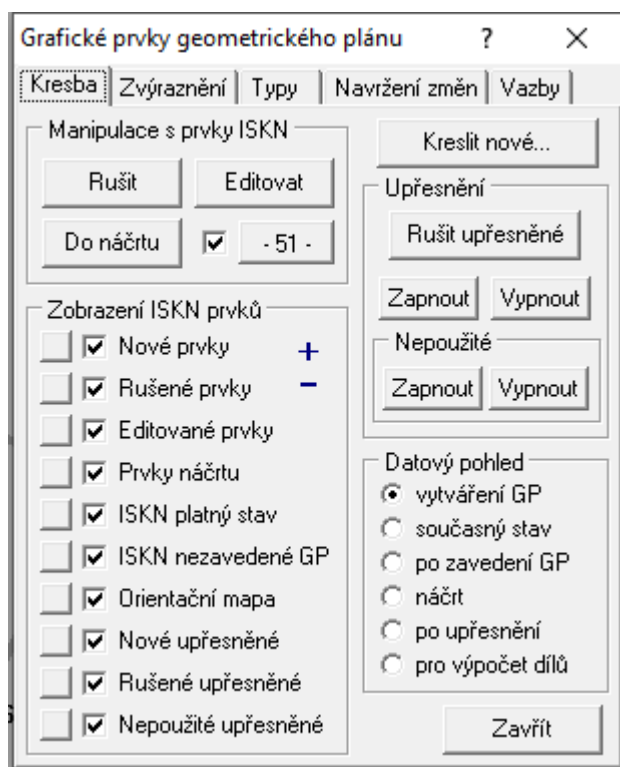 Grafické prvky geometrického plánu ? ×
Kresba Zvýraznění Typy Navržení změn Vazby
Manipulace s prvky ISKN
Rušit Editovat
Do náčrtu - 51 -
Zobrazení ISKN prvků
Nové prvky +
Rušené prvky -
Editované prvky
Prvky náčrtu
ISKN platný stav
ISKN nezavedené GP
Orientační mapa
Nové upřesněné
Rušené upřesněné
Nepoužité upřesněné
Kreslit nové...
Upřesnění
Rušit upřesněné
Zapnout Vypnout
Nepoužité
Zapnout Vypnout
Datový pohled
vytváření GP
současný stav
po zavedení GP
náčrt
po upřesnění
pro výpočet dílů
Zavřít